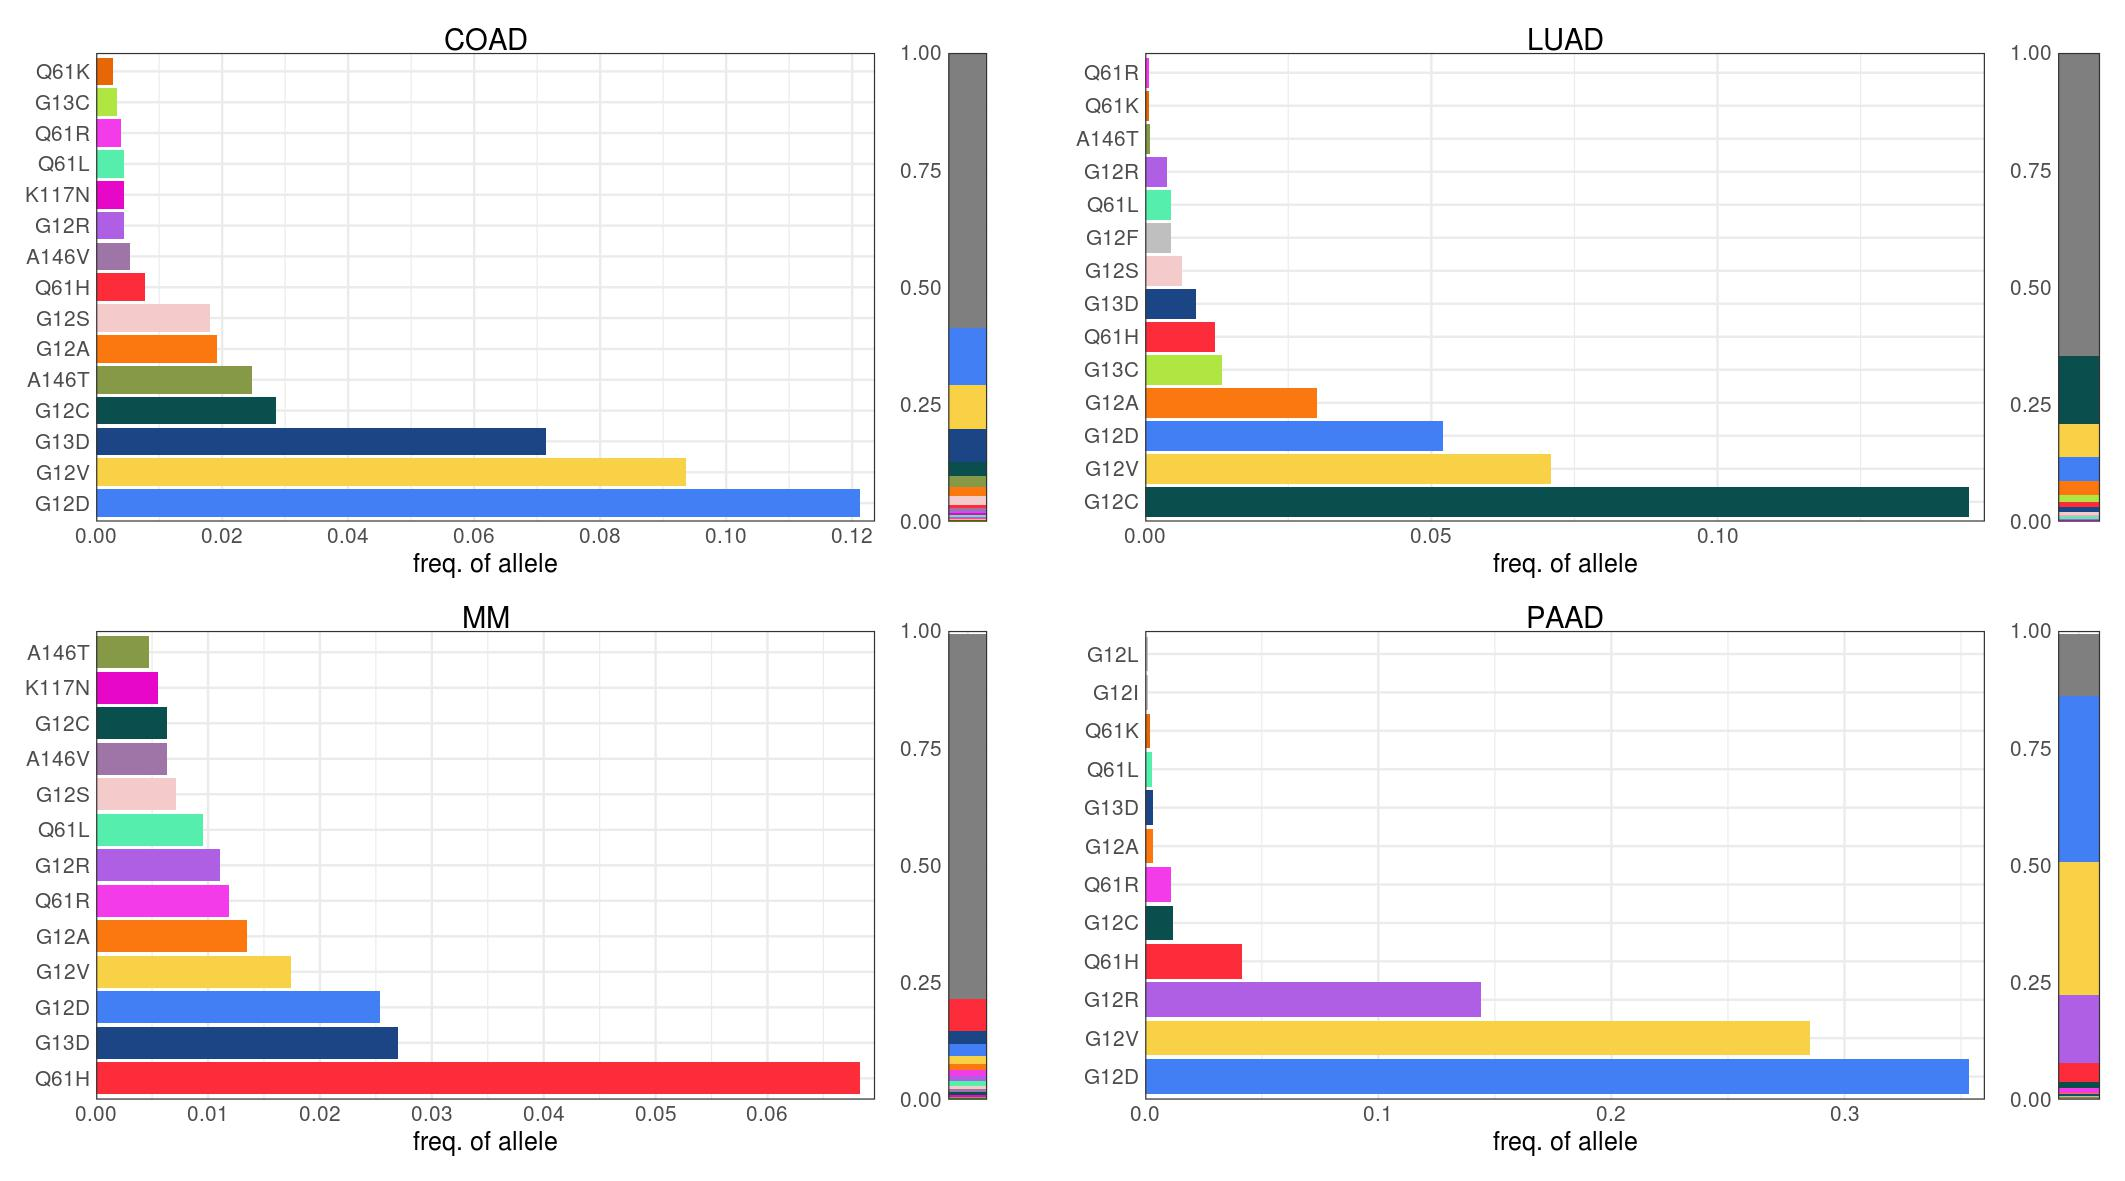 COAD
Q61K
G13C
Q61R
Q61L
K117N
G12R
A146V
Q61H
G12S
G12A
A146T
G12C
G13D
G12V
G12D
0.00 0.02 0.04 0.06 0.08 0.10 0.12
freq. of allele
1.00
0.75
0.50
0.25
0.00
LUAD
Q61R
Q61K
A146T
G12R
Q61L
G12F
G12S
G13D
Q61H
G13C
G12A
G12D
G12V
G12C
0.00 0.05 0.10
freq. of allele
1.00
0.75
0.50
0.25
0.00
MM
A146T
K117N
G12C
A146V
G12S
Q61L
G12R
Q61R
G12A
G12V
G12D
G13D
Q61H
0.00 0.01 0.02 0.03 0.04 0.05 0.06
freq. of allele
1.00
0.75
0.50
0.25
0.00
PAAD
G12L
G12I
Q61K
Q61L
G13D
G12A
Q61R
G12C
Q61H
G12R
G12V
G12D
0.0 0.1 0.2 0.3
freq. of allele
1.00
0.75
0.50
0.25
0.00